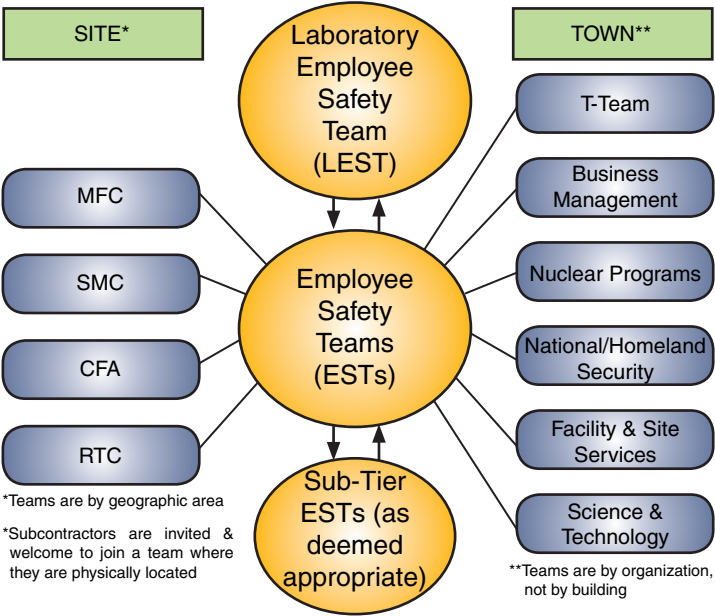 SITE*
MFC
SMC
CFA
RTC
*Teams are by geographic area
*Subcontractors are invited &
welcome to join a team where
they are physically located
Laboratory
Employee
Safety
Team
(LEST)
Employee
Safety
Teams
(ESTs)
Sub-Tier
ESTs (as
deemed
appropriate)
TOWN**
T-Team
Business
Management
Nuclear Programs
National/Homeland
Security
Facility & Site
Services
Science &
Technology
**Teams are by organization,
not by building